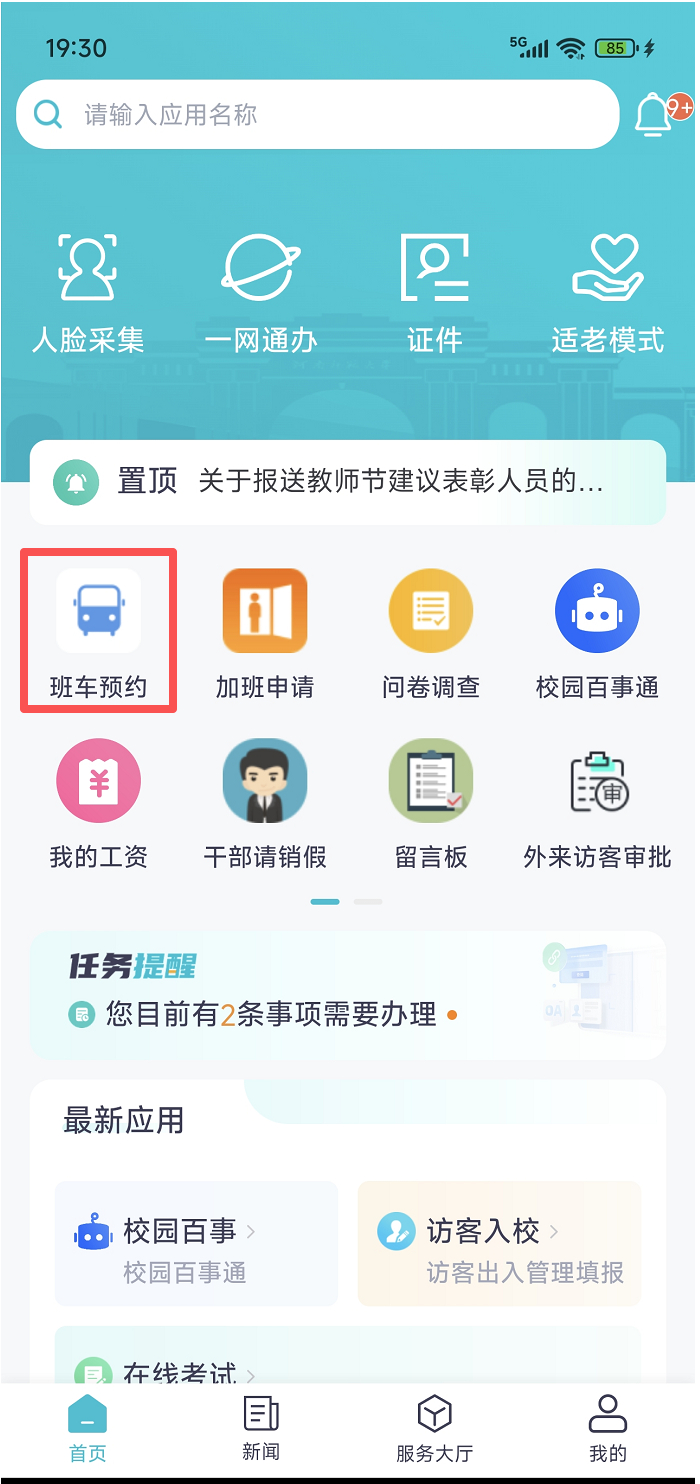 19:30
5G
85
请输入应用名称
9+
人脸采集
一网通办
证件
适老模式
置顶 关于报送教师节建议表彰人员的...
班车预约
加班申请
问卷调查
校园百事通
¥
审
我的工资
干部请销假
留言板
外来访客审批
任务提醒
您目前有2条事项需要办理
最新应用
校园百事
校园百事通
访客入校
访客出入管理填报
在线考试
首页
新闻
服务大厅
我的